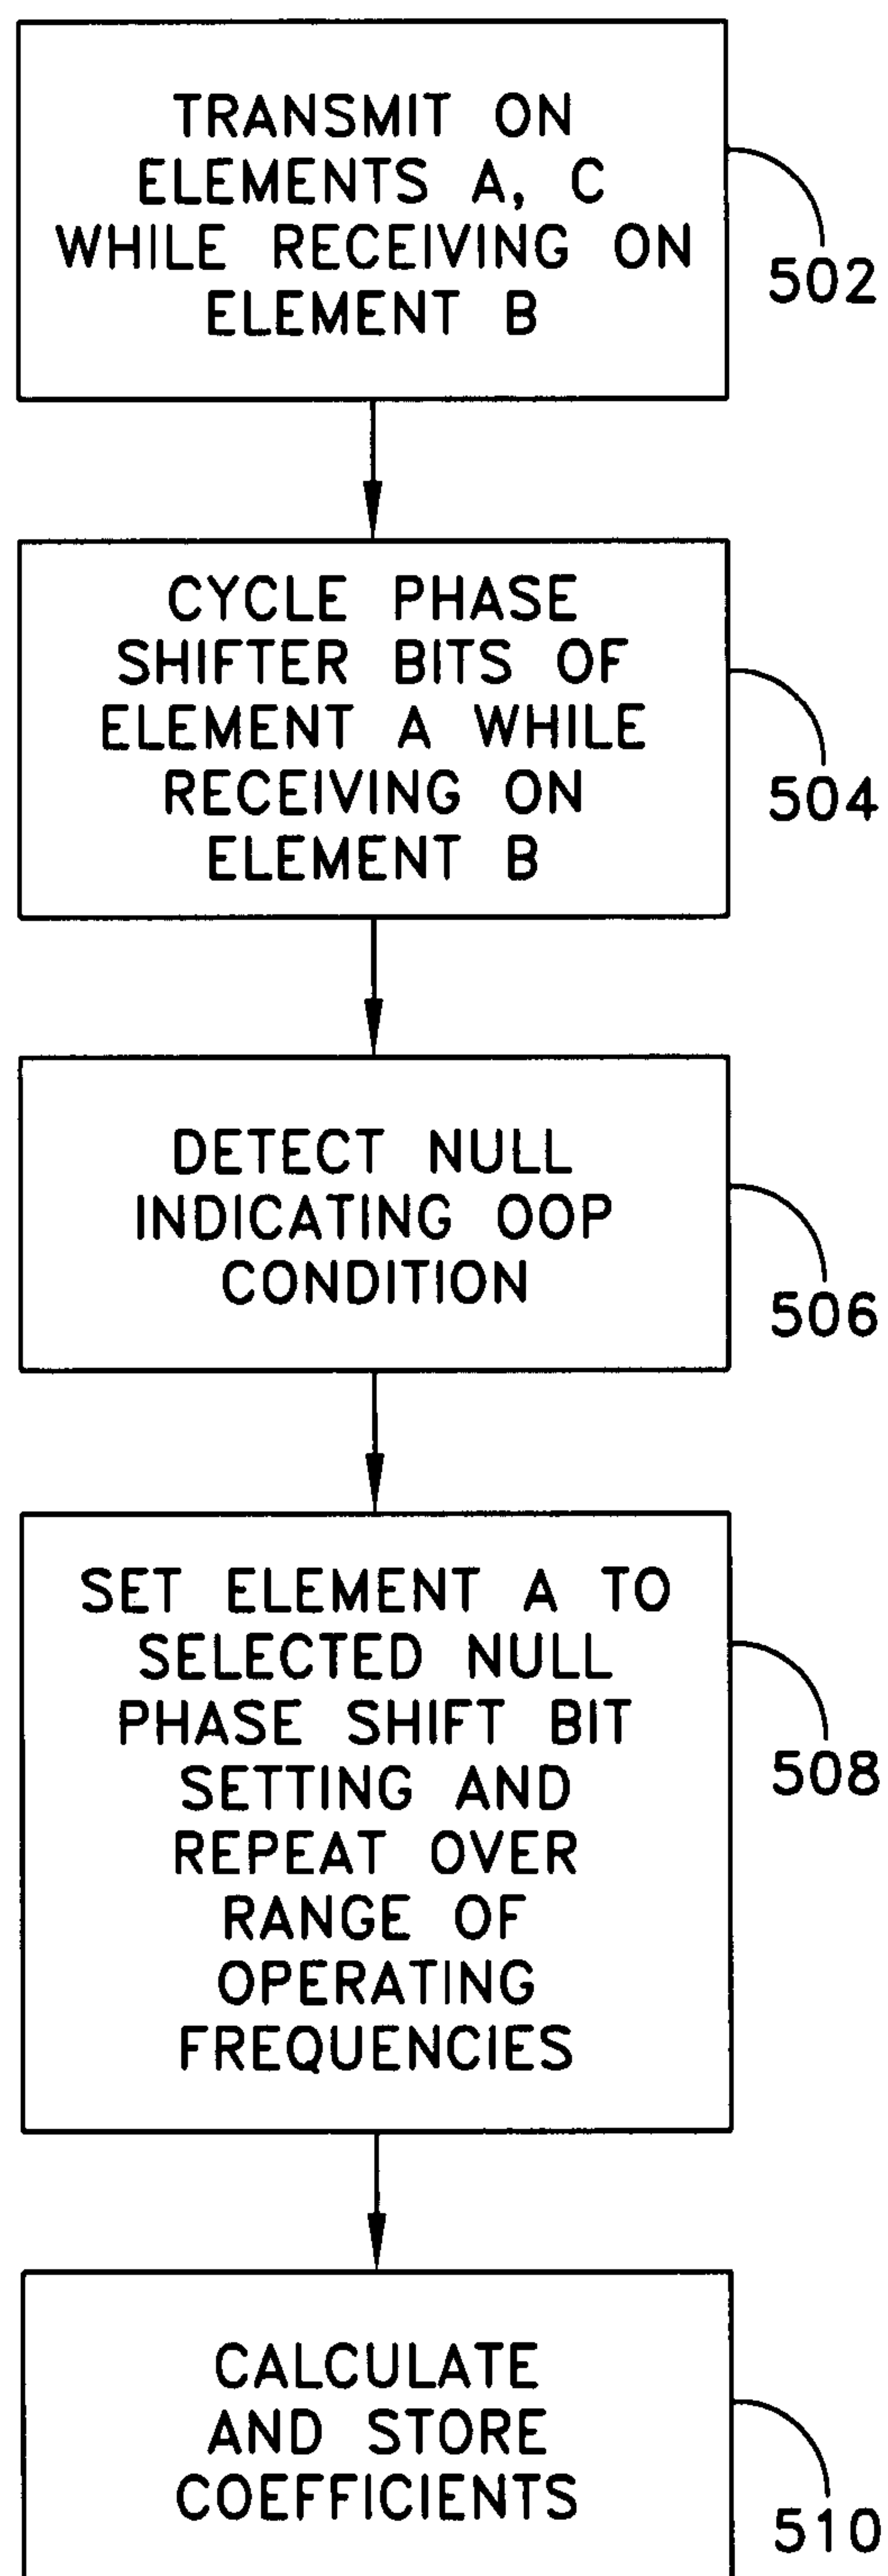 TRANSMIT ON
ELEMENTS A, C
WHILE RECEIVING ON
ELEMENT B
502
CYCLE PHASE
SHIFTER BITS OF
ELEMENT A WHILE
RECEIVING ON
ELEMENT B
504
DETECT NULL
INDICATING OOP
CONDITION
506
SET ELEMENT A TO
SELECTED NULL
PHASE SHIFT BIT
SETTING AND
REPEAT OVER
RANGE OF
OPERATING
FREQUENCIES
508
CALCULATE
AND STORE
COEFFICIENTS
510